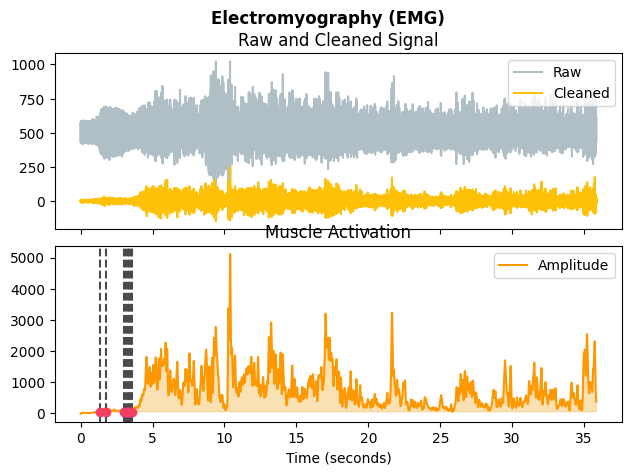 Electromyography (EMG)
Raw and Cleaned Signal
1000
750
500
250
0
Raw
Cleaned
Muscle Activation
5000
4000
3000
2000
1000
0
Amplitude
0 5 10 15 20 25 30 35
Time (seconds)